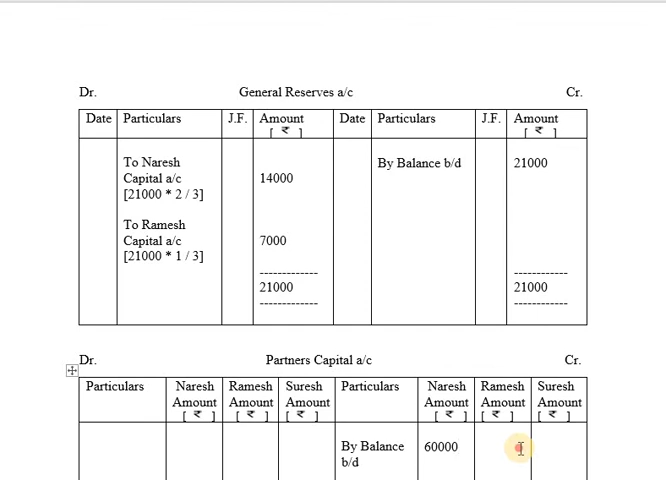 Dr. General Reserves a/c Cr.
Date Particulars J.F. Amount Date Particulars J.F. Amount
[ ₹ ] [ ₹ ]
To Naresh By Balance b/d 21000
Capital a/c 14000
[21000 * 2 / 3]
To Ramesh
Capital a/c 7000
[21000 * 1 / 3]
------------- ------------
21000 21000
------------- ------------
Dr. Partners Capital a/c Cr.
Particulars Naresh Ramesh Suresh Particulars Naresh Ramesh Suresh
Amount Amount Amount Amount Amount Amount
[ ₹ ] [ ₹ ] [ ₹ ] [ ₹ ] [ ₹ ] [ ₹ ]
By Balance 60000
b/d